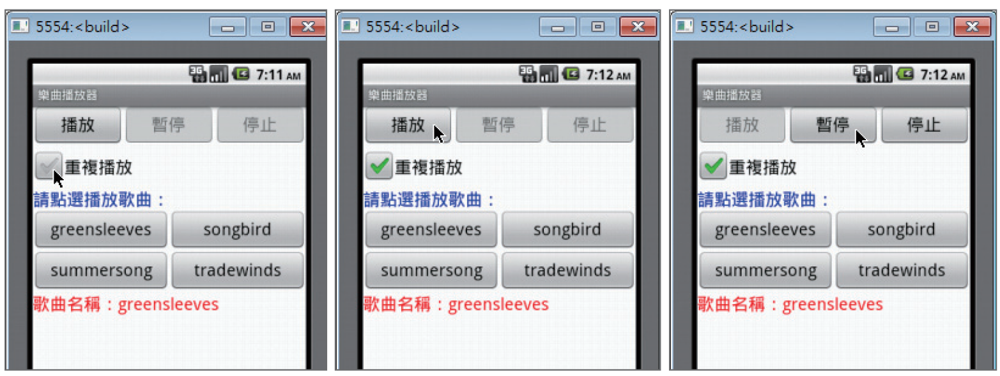 5554:<build>
3G 7:11 AM
樂曲播放器
播放 暫停 停止
重複播放
請點選播放歌曲：
greensleeves songbird
summersong tradewinds
歌曲名稱：greensleeves
5554:<build>
3G 7:12 AM
樂曲播放器
播放 暫停 停止
重複播放
請點選播放歌曲：
greensleeves songbird
summersong tradewinds
歌曲名稱：greensleeves
5554:<build>
3G 7:12 AM
樂曲播放器
播放 暫停 停止
重複播放
請點選播放歌曲：
greensleeves songbird
summersong tradewinds
歌曲名稱：greensleeves